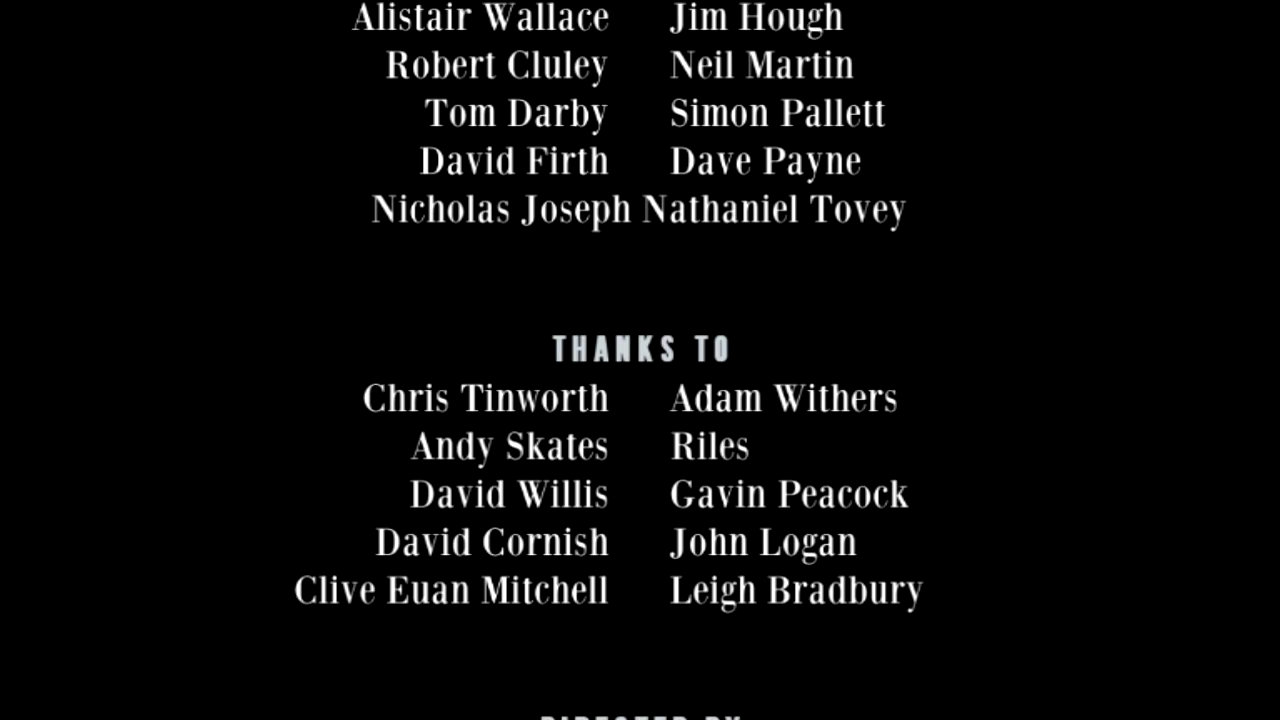 Alistair Wallace Jim Hough
Robert Cluley Neil Martin
Tom Darby Simon Pallett
David Firth Dave Payne
Nicholas Joseph Nathaniel Tovey
THANKS TO
Chris Tinworth Adam Withers
Andy Skates Riles
David Willis Gavin Peacock
David Cornish John Logan
Clive Euan Mitchell Leigh Bradbury
DIRECTED BY